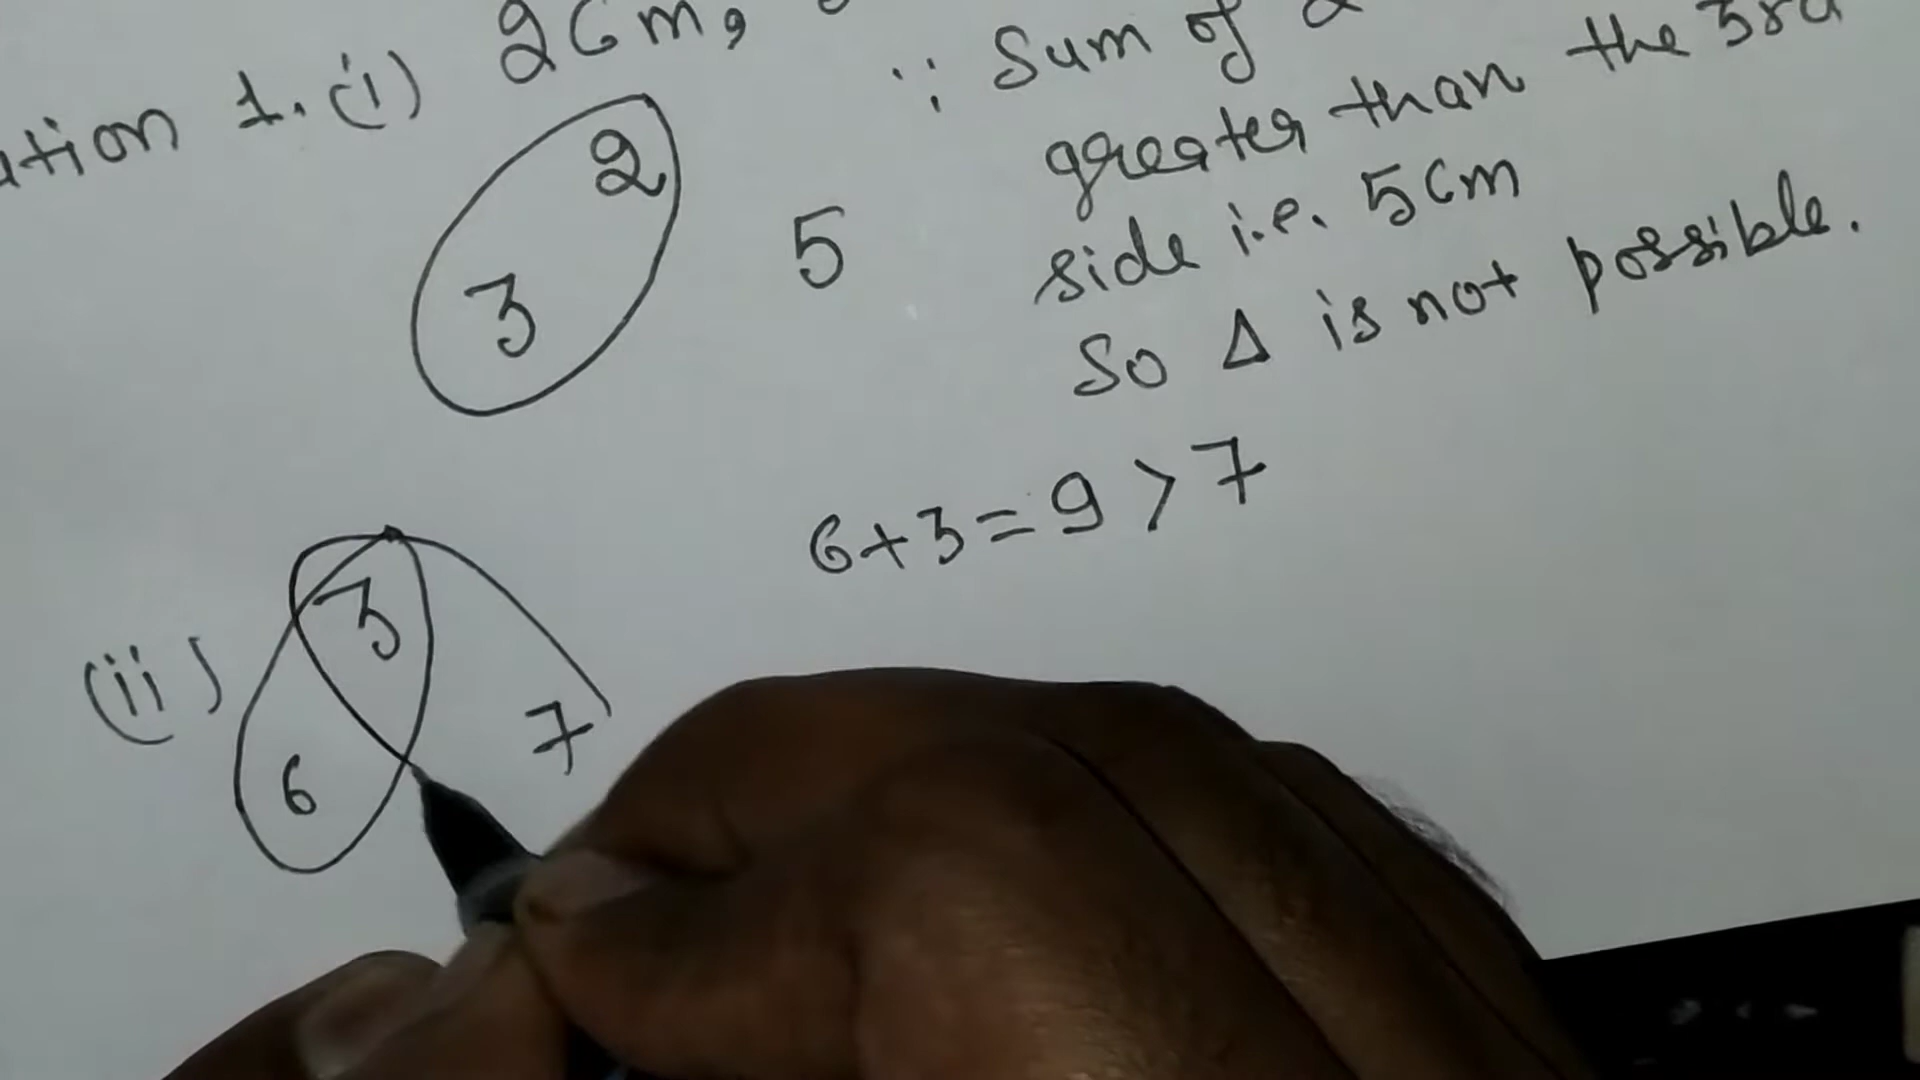 ation 1. (i) 2cm,
∵ Sum of 2
greater than the 3rd
side i.e. 5cm
So Δ is not possible.
2
3
5
6+3=9>7
(ii)
3
6
7